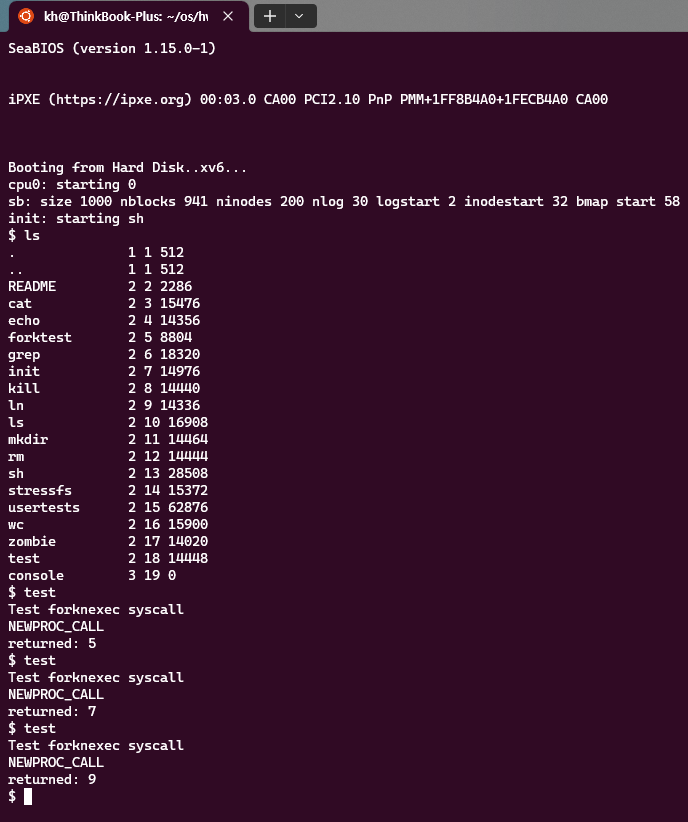 kh@ThinkBook-Plus: ~/os/hv
SeaBIOS (version 1.15.0-1)
iPXE (https://ipxe.org) 00:03.0 CA00 PCI2.10 PnP PMM+1FF8B4A0+1FECB4A0 CA00
Booting from Hard Disk..xv6...
cpu0: starting 0
sb: size 1000 nblocks 941 ninodes 200 nlog 30 logstart 2 inodestart 32 bmap start 58
init: starting sh
$ ls
. 1 1 512
.. 1 1 512
README 2 2 2286
cat 2 3 15476
echo 2 4 14356
forktest 2 5 8804
grep 2 6 18320
init 2 7 14976
kill 2 8 14440
ln 2 9 14336
ls 2 10 16908
mkdir 2 11 14464
rm 2 12 14444
sh 2 13 28508
stressfs 2 14 15372
usertests 2 15 62876
wc 2 16 15900
zombie 2 17 14020
test 2 18 14448
console 3 19 0
$ test
Test forknexec syscall
NEWPROC_CALL
returned: 5
$ test
Test forknexec syscall
NEWPROC_CALL
returned: 7
$ test
Test forknexec syscall
NEWPROC_CALL
returned: 9
$